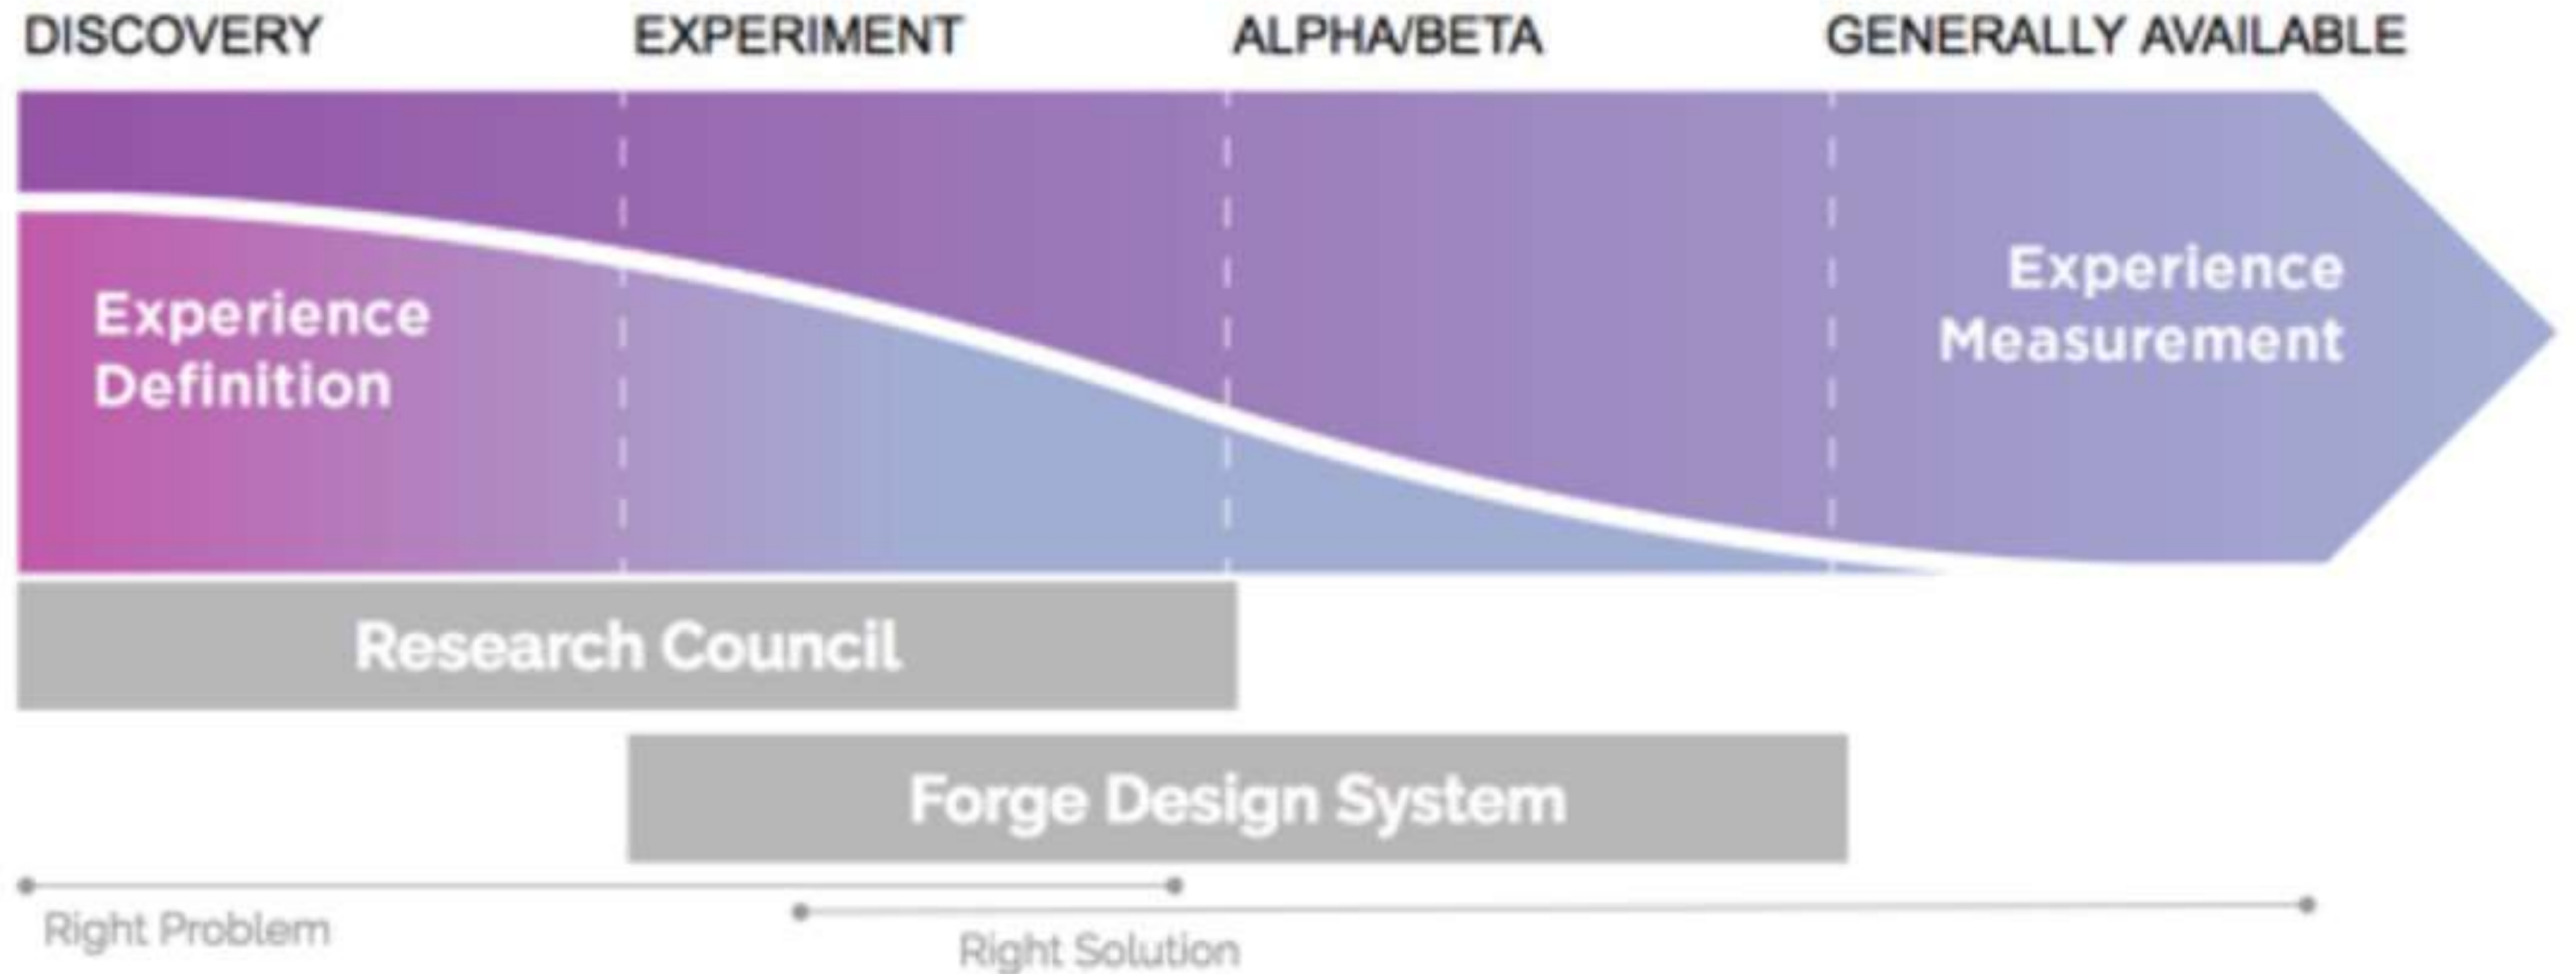 DISCOVERY
EXPERIMENT
ALPHA/BETA
GENERALLY AVAILABLE
Experience
Definition
Experience
Measurement
Research Council
Forge Design System
Right Problem
Right Solution